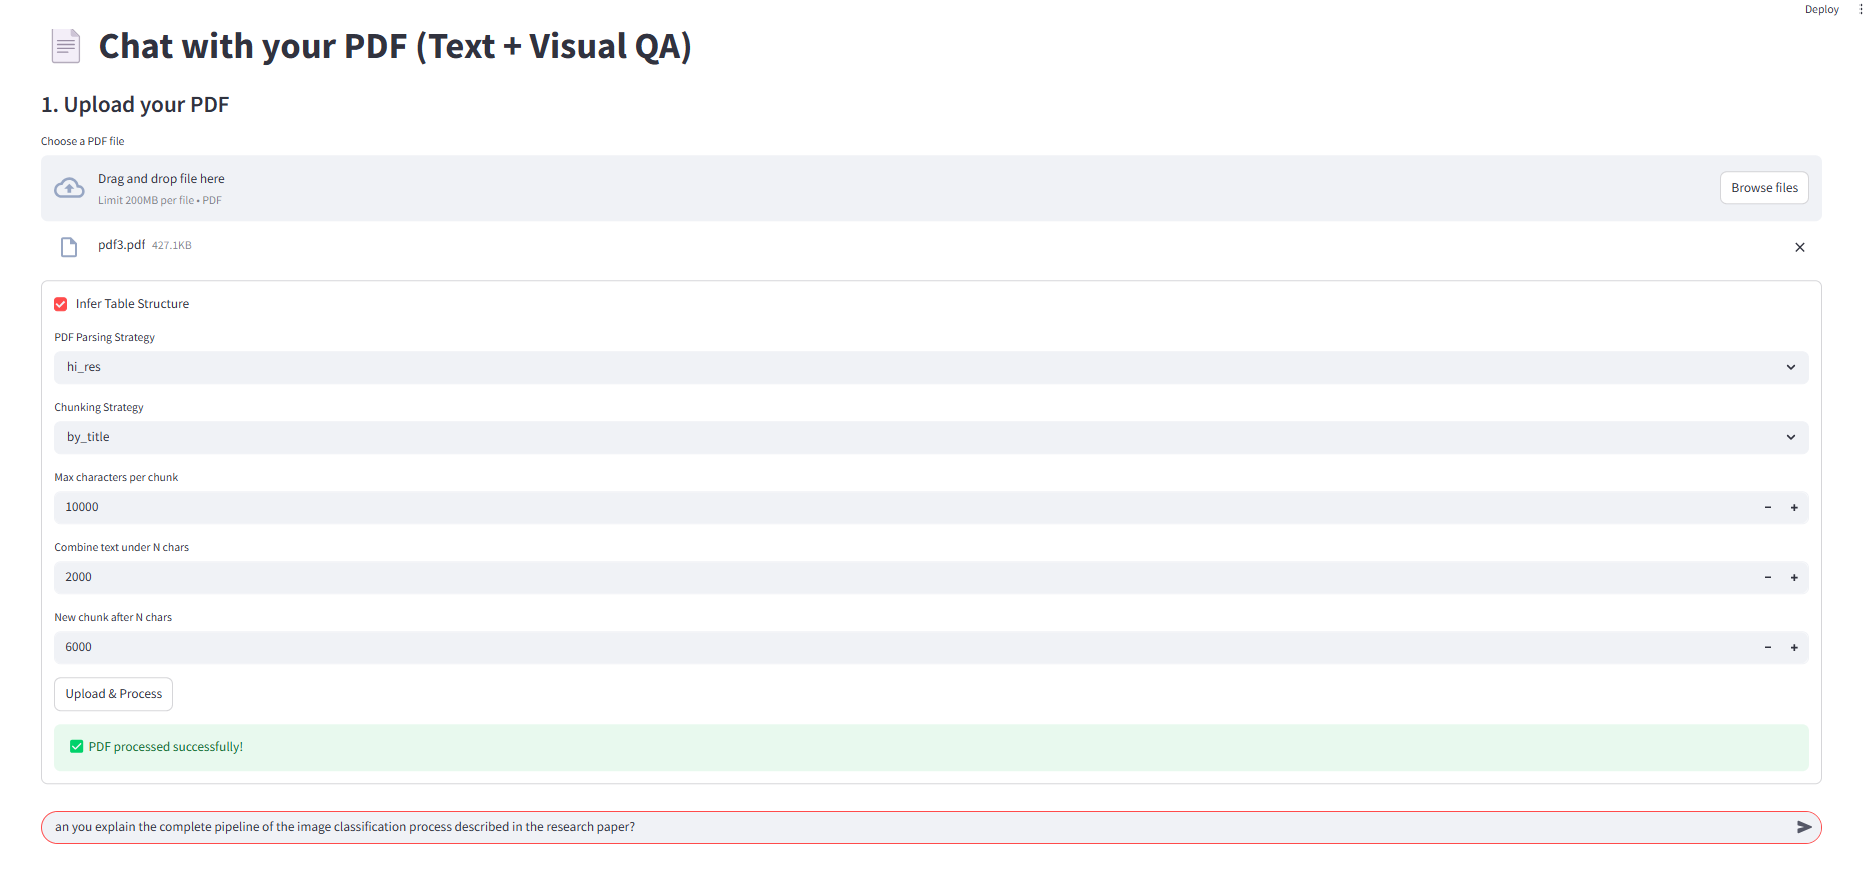 Deploy
Chat with your PDF (Text + Visual QA)
1. Upload your PDF
Choose a PDF file
Drag and drop file here
Limit 200MB per file • PDF
Browse files
pdf3.pdf 427.1KB
Infer Table Structure
PDF Parsing Strategy
hi_res
Chunking Strategy
by_title
Max characters per chunk
10000
Combine text under N chars
2000
New chunk after N chars
6000
Upload & Process
PDF processed successfully!
an you explain the complete pipeline of the image classification process described in the research paper?